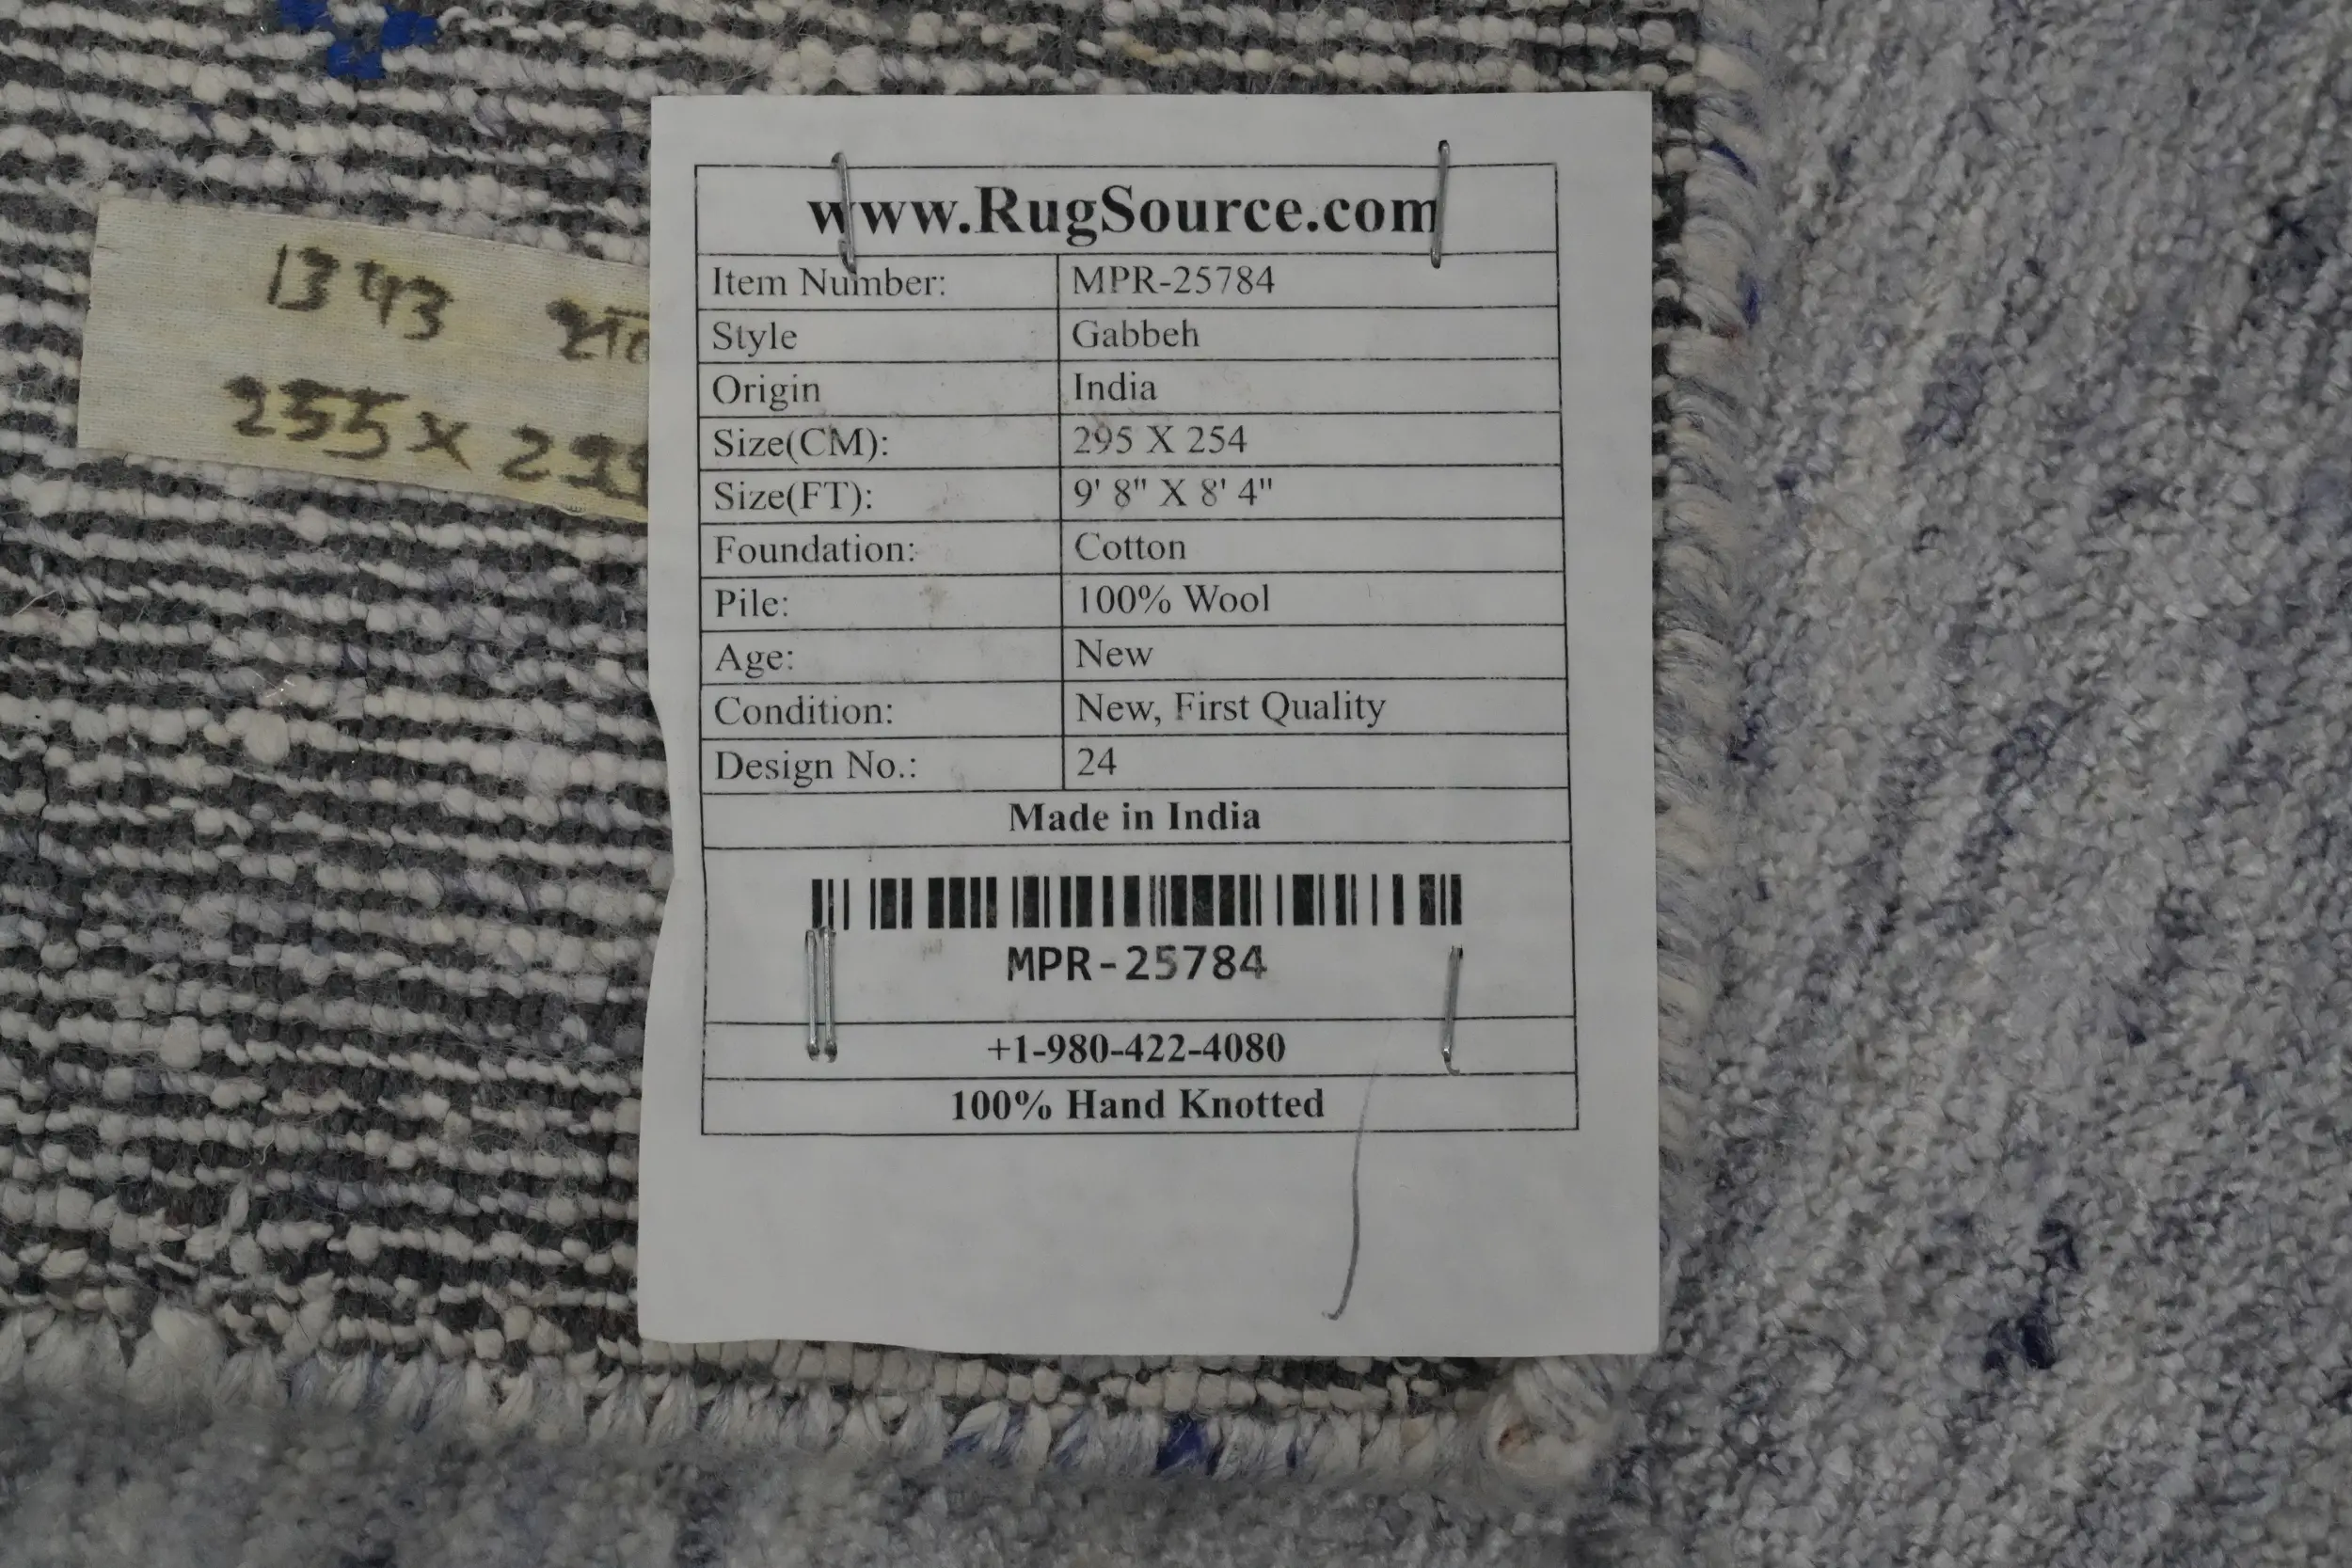 1343
255 x 295
www.RugSource.com
Item Number: MPR-25784
Style Gabbeh
Origin India
Size(CM): 295 X 254
Size(FT): 9' 8" X 8' 4"
Foundation: Cotton
Pile: 100% Wool
Age: New
Condition: New, First Quality
Design No.: 24
Made in India
MPR-25784
+1-980-422-4080
100% Hand Knotted